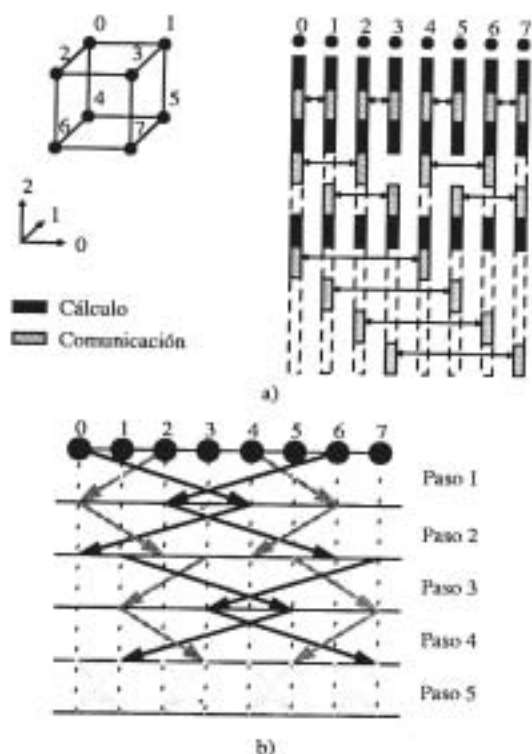 0 1
2 3
4 5
6 7
2
1
0
Cálculo
Comunicación
0 1 2 3 4 5 6 7
a)
0 1 2 3 4 5 6 7
Paso 1
Paso 2
Paso 3
Paso 4
Paso 5
b)